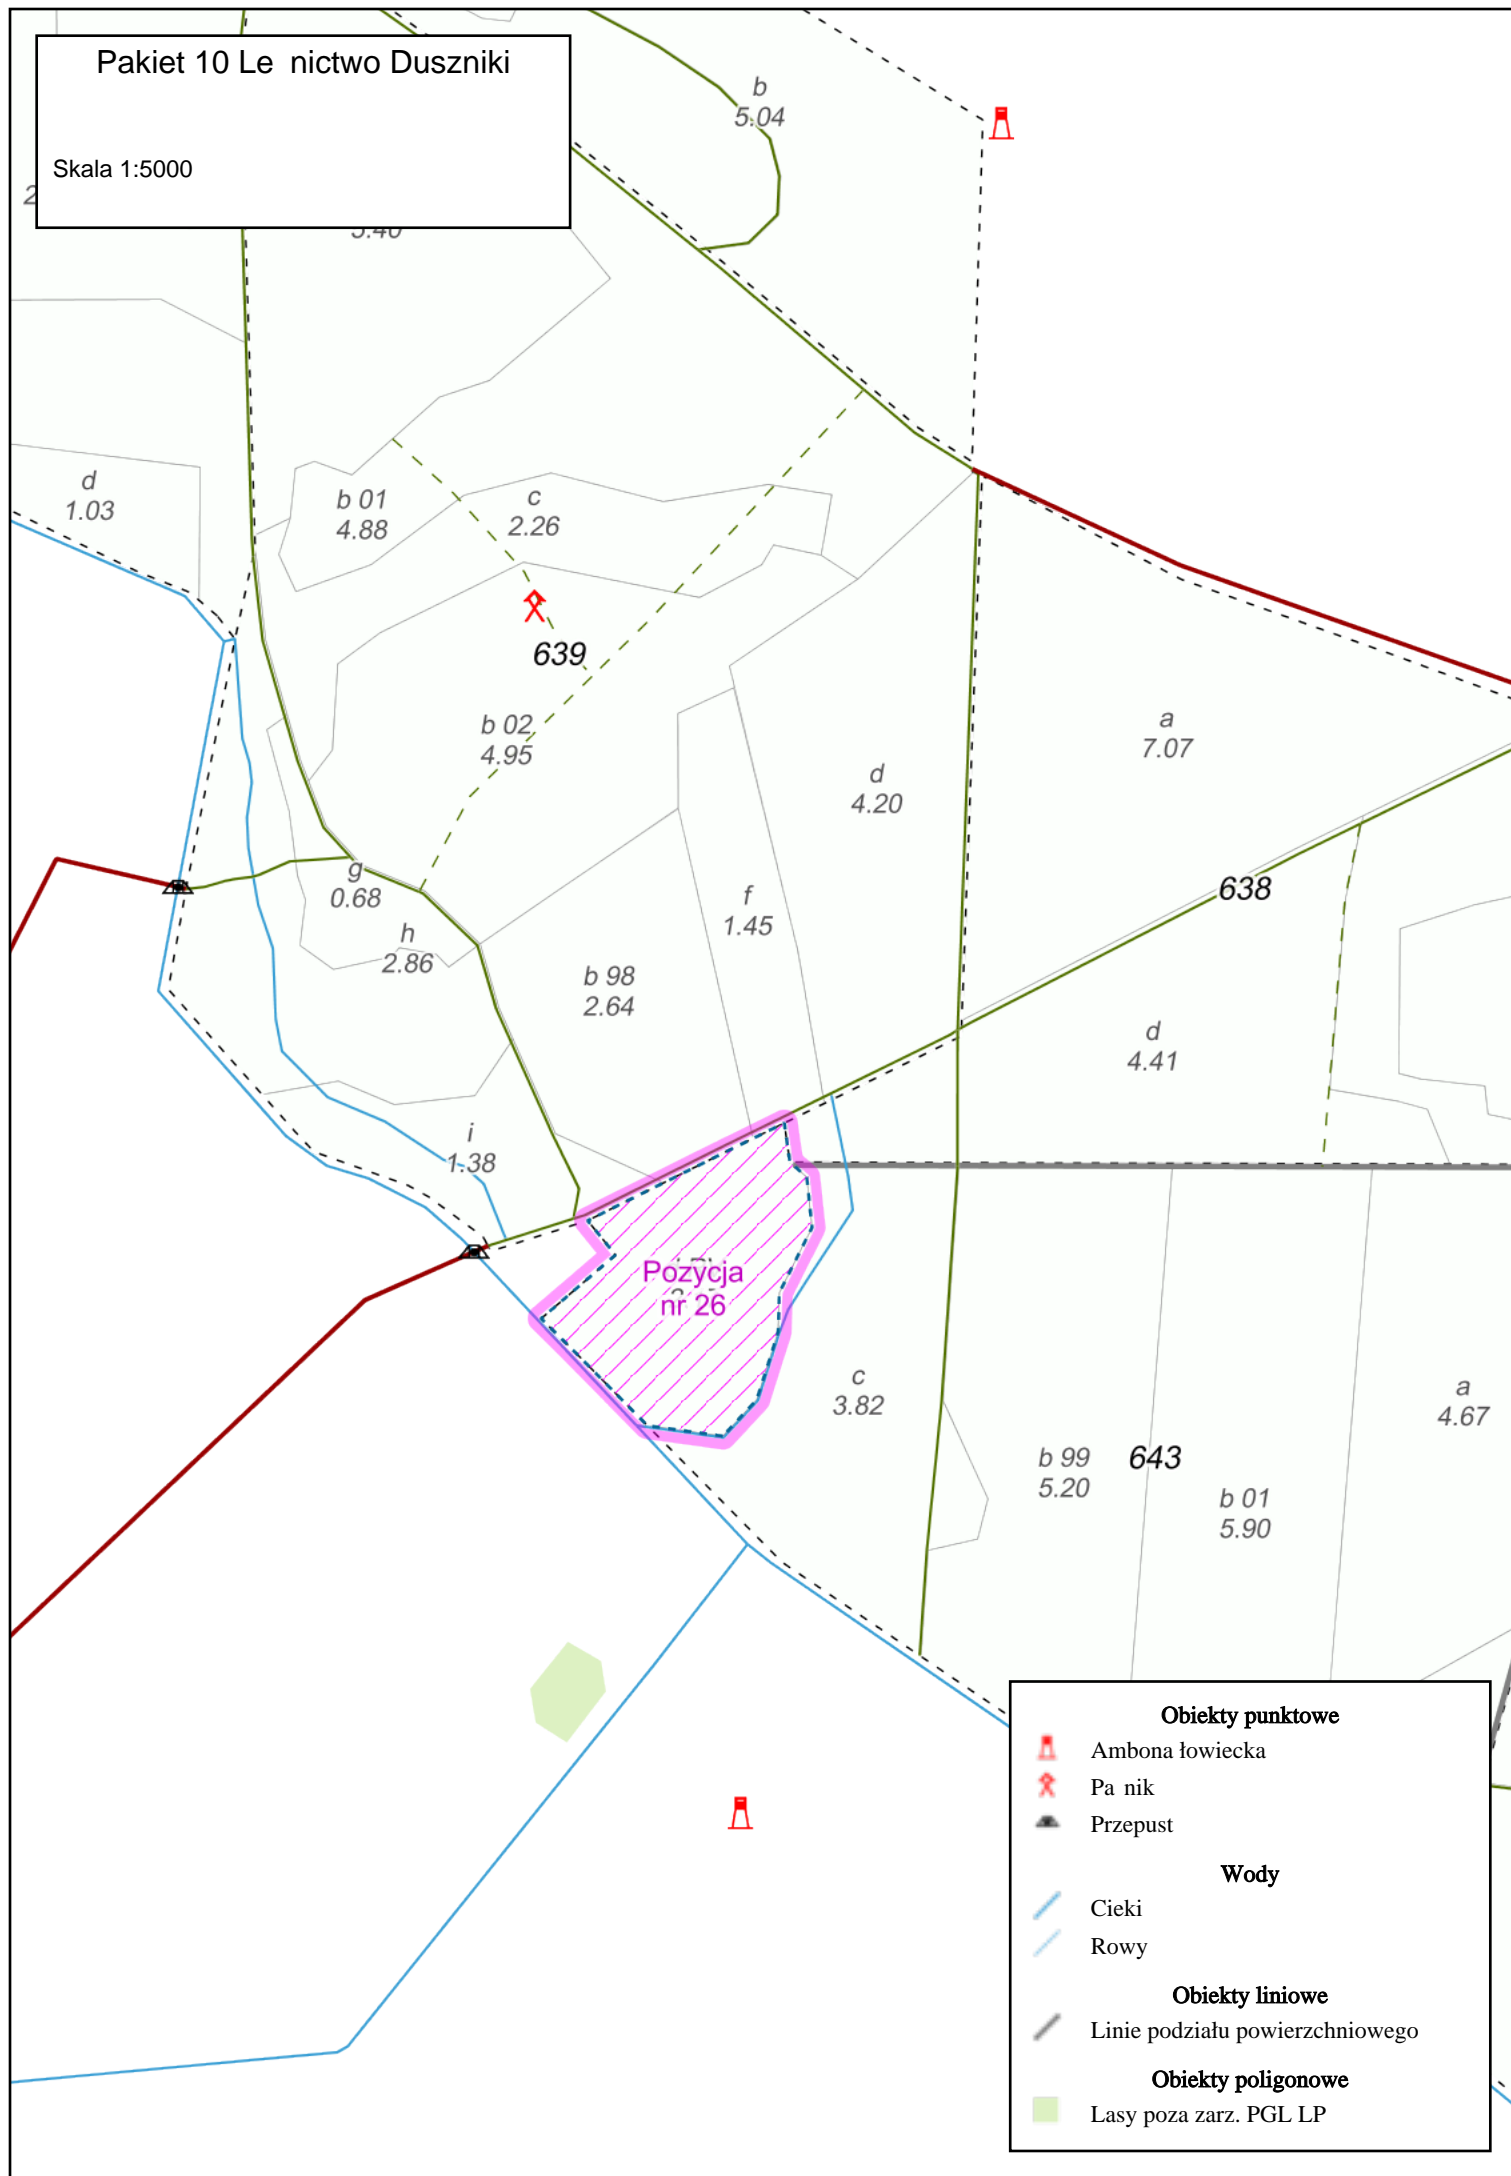 Pakiet 10 Le nictwo Duszniki
Skala 1:5000
b
5.04
2
3.40
d
1.03
b 01
4.88
c
2.26
639
b 02
4.95
a
7.07
d
4.20
g
0.68
638
f
1.45
h
2.86
b 98
2.64
d
4.41
i
1.38
Pozycja
nr 26
c
3.82
a
4.67
b 99
5.20
643
b 01
5.90
Obiekty punktowe
Ambona łowiecka
Pa nik
Przepust
Wody
Cieki
Rowy
Obiekty liniowe
Linie podziału powierzchniowego
Obiekty poligonowe
Lasy poza zarz. PGL LP